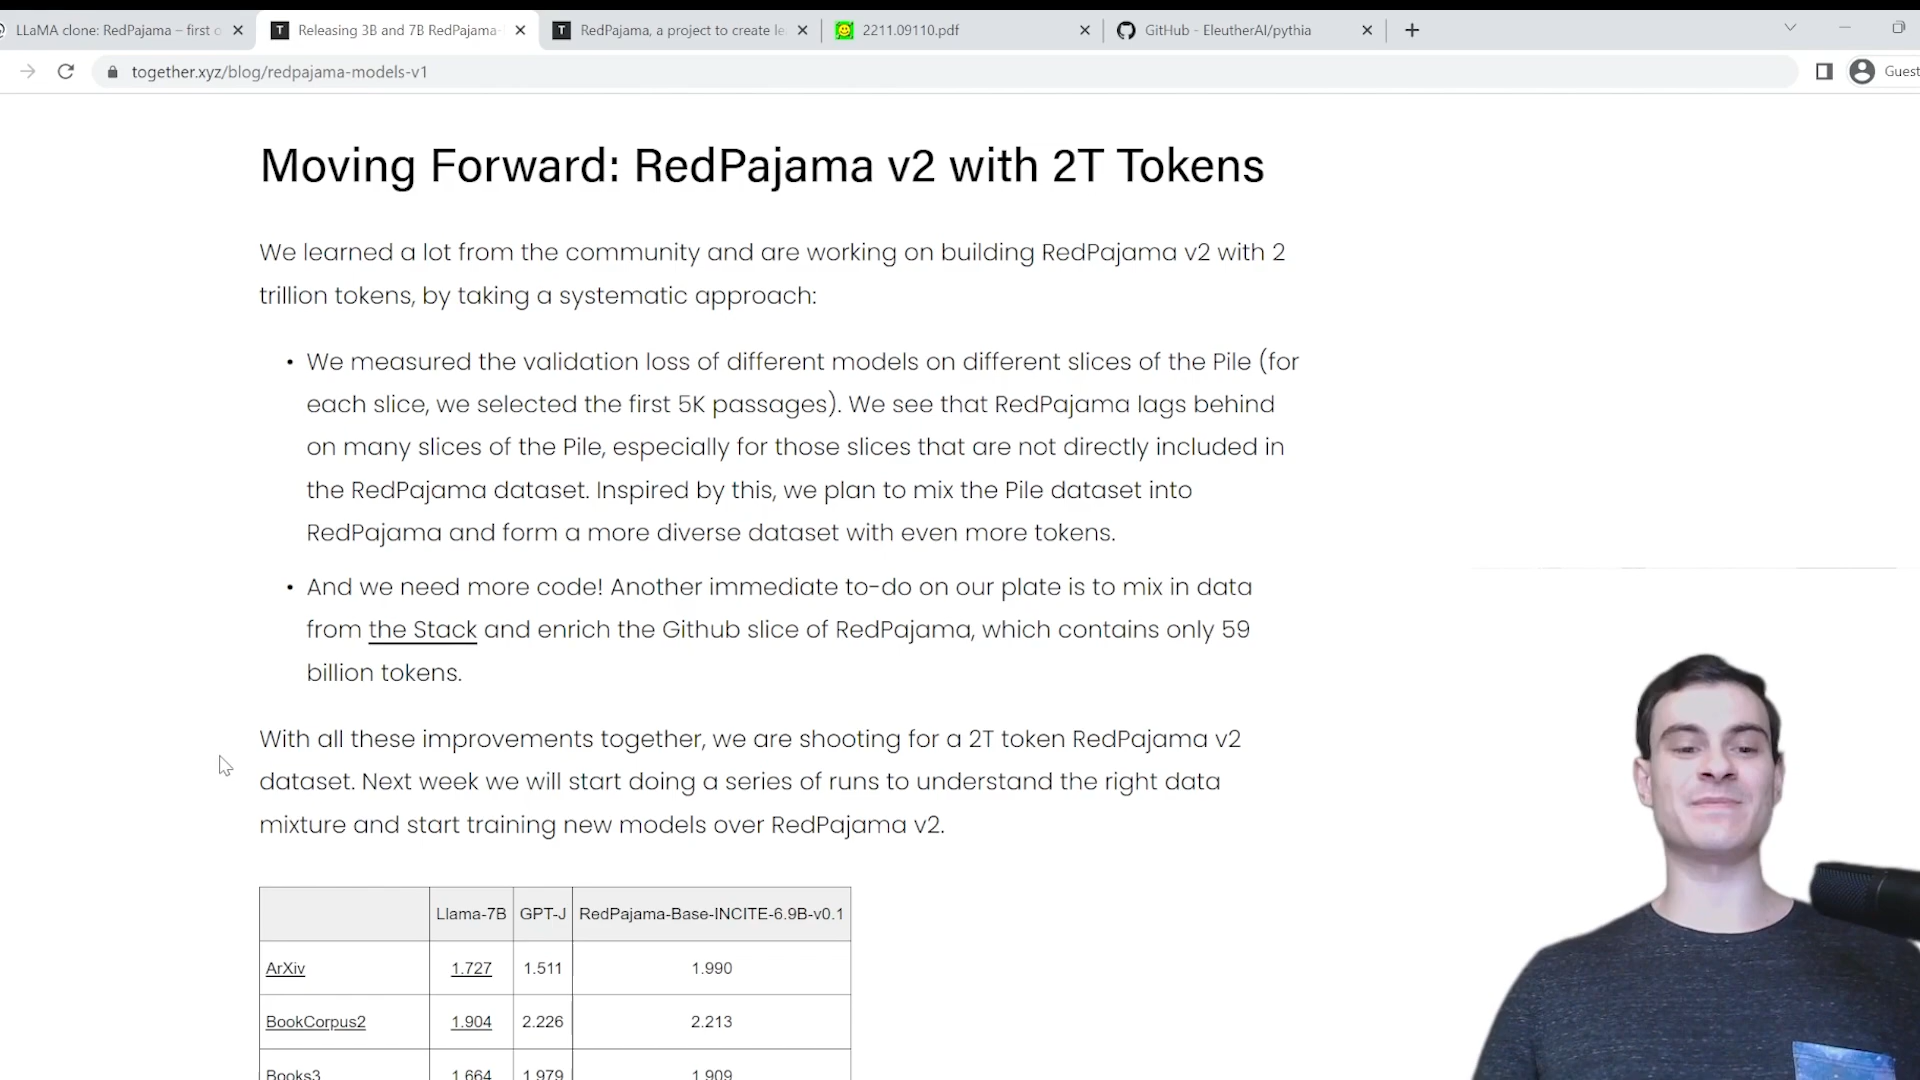 LLaMA clone: RedPajama – first o
Releasing 3B and 7B RedPajama-
RedPajama, a project to create le
2211.09110.pdf
GitHub - EleutherAI/pythia
together.xyz/blog/redpajama-models-v1
Guest
Moving Forward: RedPajama v2 with 2T Tokens
We learned a lot from the community and are working on building RedPajama v2 with 2
trillion tokens, by taking a systematic approach:
• We measured the validation loss of different models on different slices of the Pile (for
each slice, we selected the first 5K passages). We see that RedPajama lags behind
on many slices of the Pile, especially for those slices that are not directly included in
the RedPajama dataset. Inspired by this, we plan to mix the Pile dataset into
RedPajama and form a more diverse dataset with even more tokens.
• And we need more code! Another immediate to-do on our plate is to mix in data
from the Stack and enrich the Github slice of RedPajama, which contains only 59
billion tokens.
With all these improvements together, we are shooting for a 2T token RedPajama v2
dataset. Next week we will start doing a series of runs to understand the right data
mixture and start training new models over RedPajama v2.
Llama-7B GPT-J RedPajama-Base-INCITE-6.9B-v0.1
ArXiv 1.727 1.511 1.990
BookCorpus2 1.904 2.226 2.213
Books3 1.664 1.979 1.909